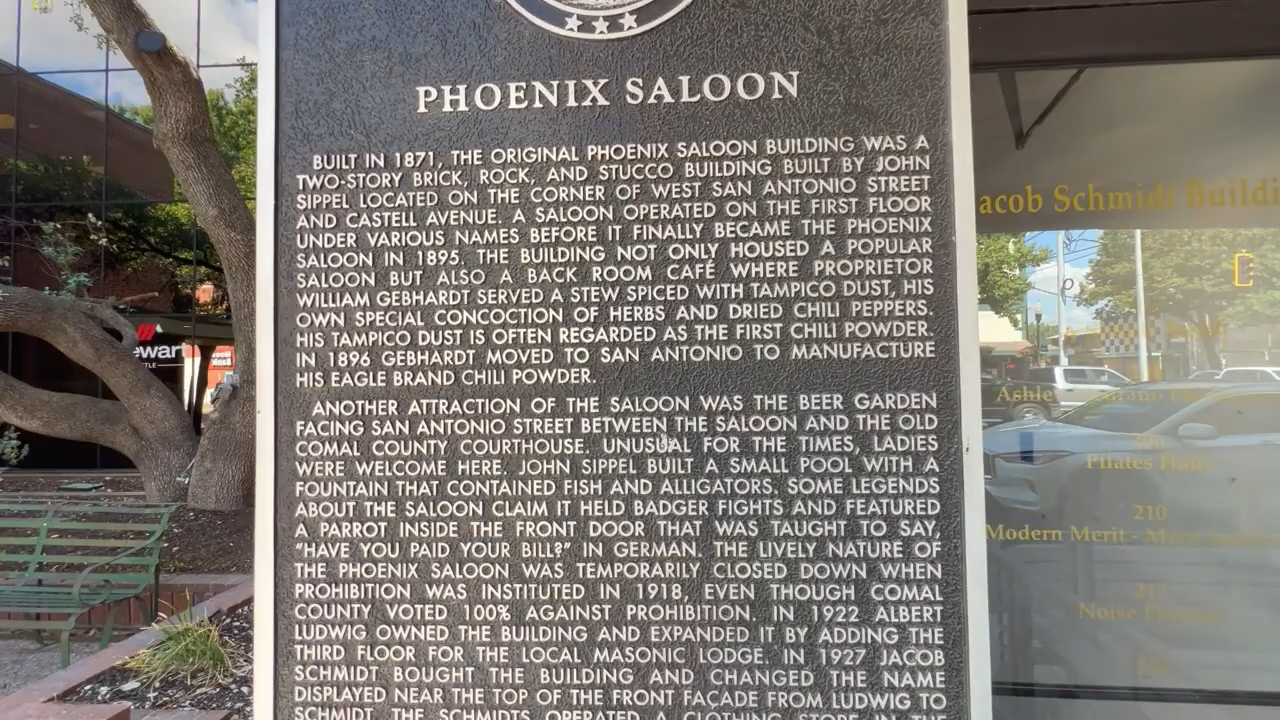 PHOENIX SALOON
BUILT IN 1871, THE ORIGINAL PHOENIX SALOON BUILDING WAS A
TWO-STORY BRICK, ROCK, AND STUCCO BUILDING BUILT BY JOHN
SIPPEL LOCATED ON THE CORNER OF WEST SAN ANTONIO STREET
AND CASTELL AVENUE. A SALOON OPERATED ON THE FIRST FLOOR
UNDER VARIOUS NAMES BEFORE IT FINALLY BECAME THE PHOENIX
SALOON IN 1895. THE BUILDING NOT ONLY HOUSED A POPULAR
SALOON BUT ALSO A BACK ROOM CAFÉ WHERE PROPRIETOR
WILLIAM GEBHARDT SERVED A STEW SPICED WITH TAMPICO DUST, HIS
OWN SPECIAL CONCOCTION OF HERBS AND DRIED CHILI PEPPERS.
HIS TAMPICO DUST IS OFTEN REGARDED AS THE FIRST CHILI POWDER.
IN 1896 GEBHARDT MOVED TO SAN ANTONIO TO MANUFACTURE
HIS EAGLE BRAND CHILI POWDER.
ANOTHER ATTRACTION OF THE SALOON WAS THE BEER GARDEN
FACING SAN ANTONIO STREET BETWEEN THE SALOON AND THE OLD
COMAL COUNTY COURTHOUSE. UNUSUAL FOR THE TIMES, LADIES
WERE WELCOME HERE. JOHN SIPPEL BUILT A SMALL POOL WITH A
FOUNTAIN THAT CONTAINED FISH AND ALLIGATORS. SOME LEGENDS
ABOUT THE SALOON CLAIM IT HELD BADGER FIGHTS AND FEATURED
A PARROT INSIDE THE FRONT DOOR THAT WAS TAUGHT TO SAY,
"HAVE YOU PAID YOUR BILL?" IN GERMAN. THE LIVELY NATURE OF
THE PHOENIX SALOON WAS TEMPORARILY CLOSED DOWN WHEN
PROHIBITION WAS INSTITUTED IN 1918, EVEN THOUGH COMAL
COUNTY VOTED 100% AGAINST PROHIBITION. IN 1922 ALBERT
LUDWIG OWNED THE BUILDING AND EXPANDED IT BY ADDING THE
THIRD FLOOR FOR THE LOCAL MASONIC LODGE. IN 1927 JACOB
SCHMIDT BOUGHT THE BUILDING AND CHANGED THE NAME
DISPLAYED NEAR THE TOP OF THE FRONT FAÇADE FROM LUDWIG TO
SCHMIDT. THE SCHMIDTS OPERATED A CLOTHING STORE IN THE
ewart
acob Schmidt Buildi
Ashle
Pilates
210
Modern Merit -